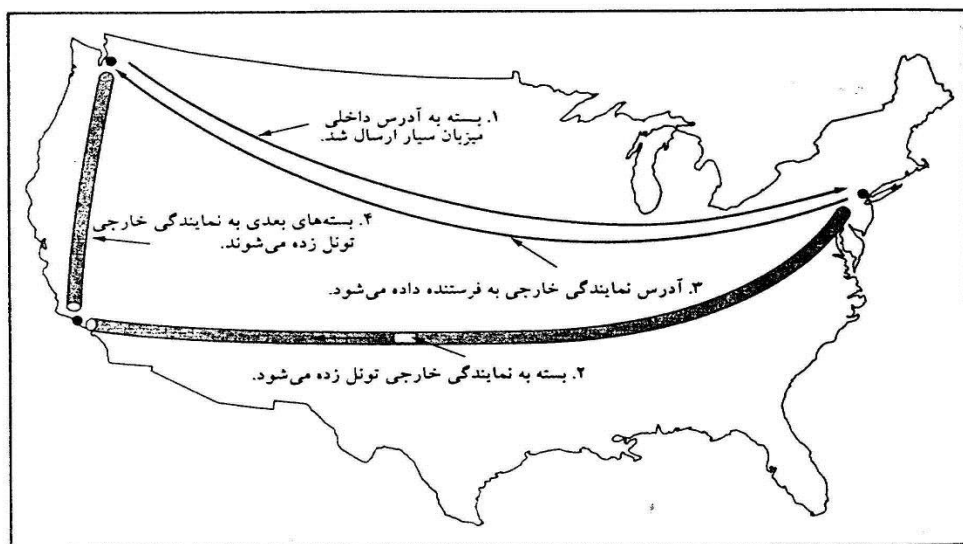 ۱. بسته به آدرس داخلی
میزبان سیار ارسال شد.
۴. بسته‌های بعدی به نمایندگی خارجی
تونل زده می‌شوند.
۳. آدرس نمایندگی خارجی به فرستنده داده می‌شود.
۲. بسته به نمایندگی خارجی تونل زده می‌شود.